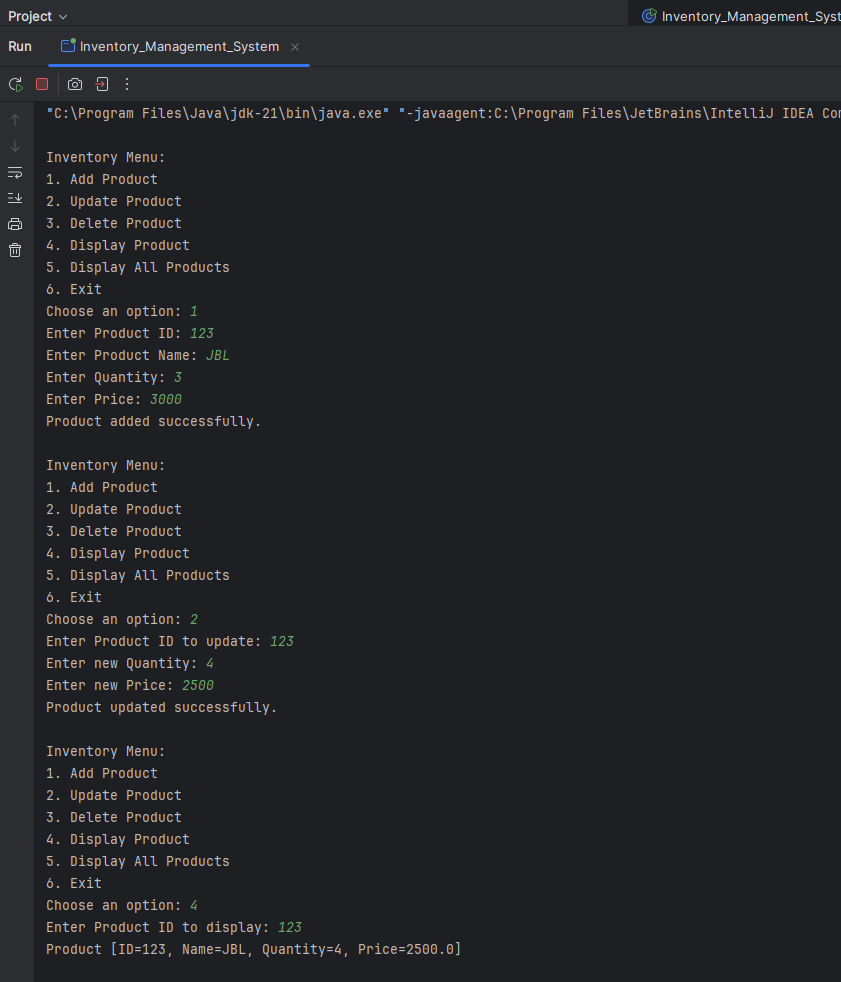 Project
Inventory_Management_Syst
Run Inventory_Management_System
"C:\Program Files\Java\jdk-21\bin\java.exe" "-javaagent:C:\Program Files\JetBrains\IntelliJ IDEA Com
Inventory Menu:
1. Add Product
2. Update Product
3. Delete Product
4. Display Product
5. Display All Products
6. Exit
Choose an option: 1
Enter Product ID: 123
Enter Product Name: JBL
Enter Quantity: 3
Enter Price: 3000
Product added successfully.
Inventory Menu:
1. Add Product
2. Update Product
3. Delete Product
4. Display Product
5. Display All Products
6. Exit
Choose an option: 2
Enter Product ID to update: 123
Enter new Quantity: 4
Enter new Price: 2500
Product updated successfully.
Inventory Menu:
1. Add Product
2. Update Product
3. Delete Product
4. Display Product
5. Display All Products
6. Exit
Choose an option: 4
Enter Product ID to display: 123
Product [ID=123, Name=JBL, Quantity=4, Price=2500.0]